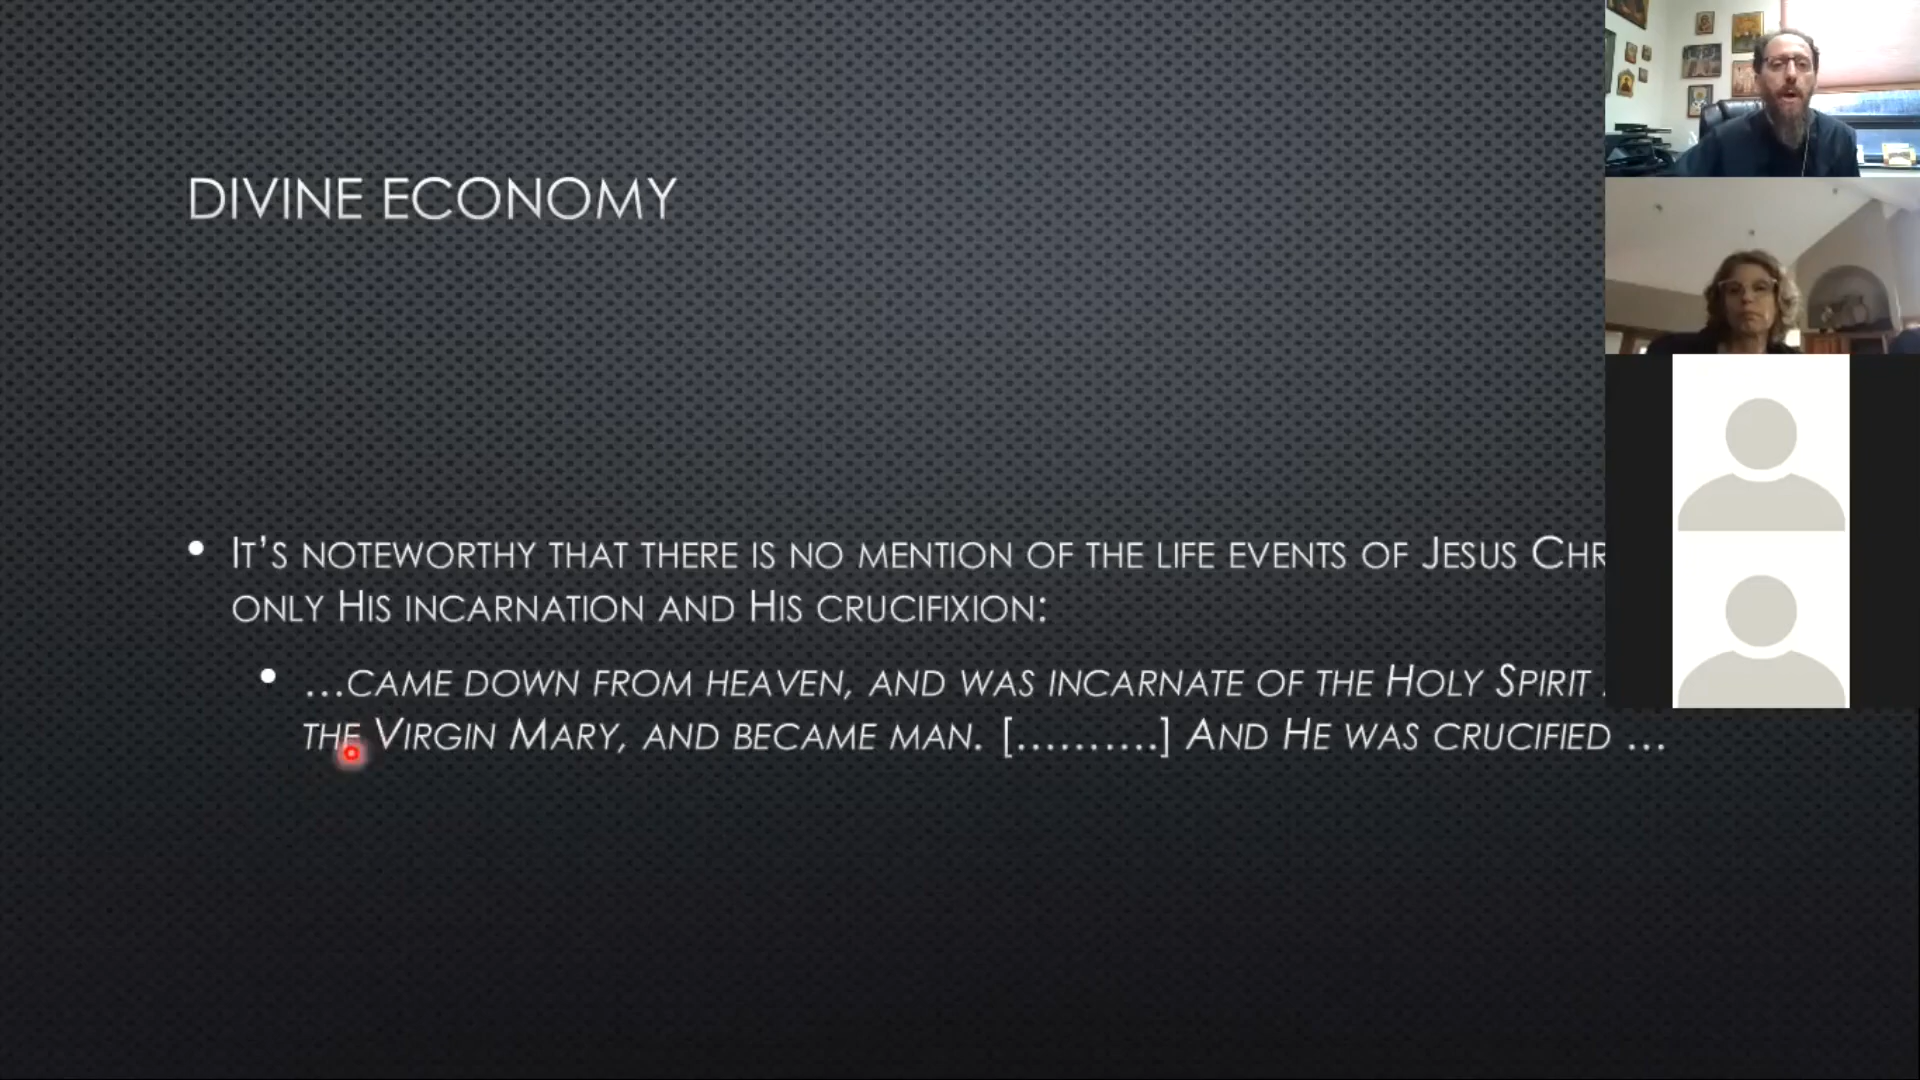 DIVINE ECONOMY
• IT'S NOTEWORTHY THAT THERE IS NO MENTION OF THE LIFE EVENTS OF JESUS CHR
ONLY HIS INCARNATION AND HIS CRUCIFIXION:
• …CAME DOWN FROM HEAVEN, AND WAS INCARNATE OF THE HOLY SPIRIT
THE VIRGIN MARY, AND BECAME MAN. [……….] AND HE WAS CRUCIFIED …